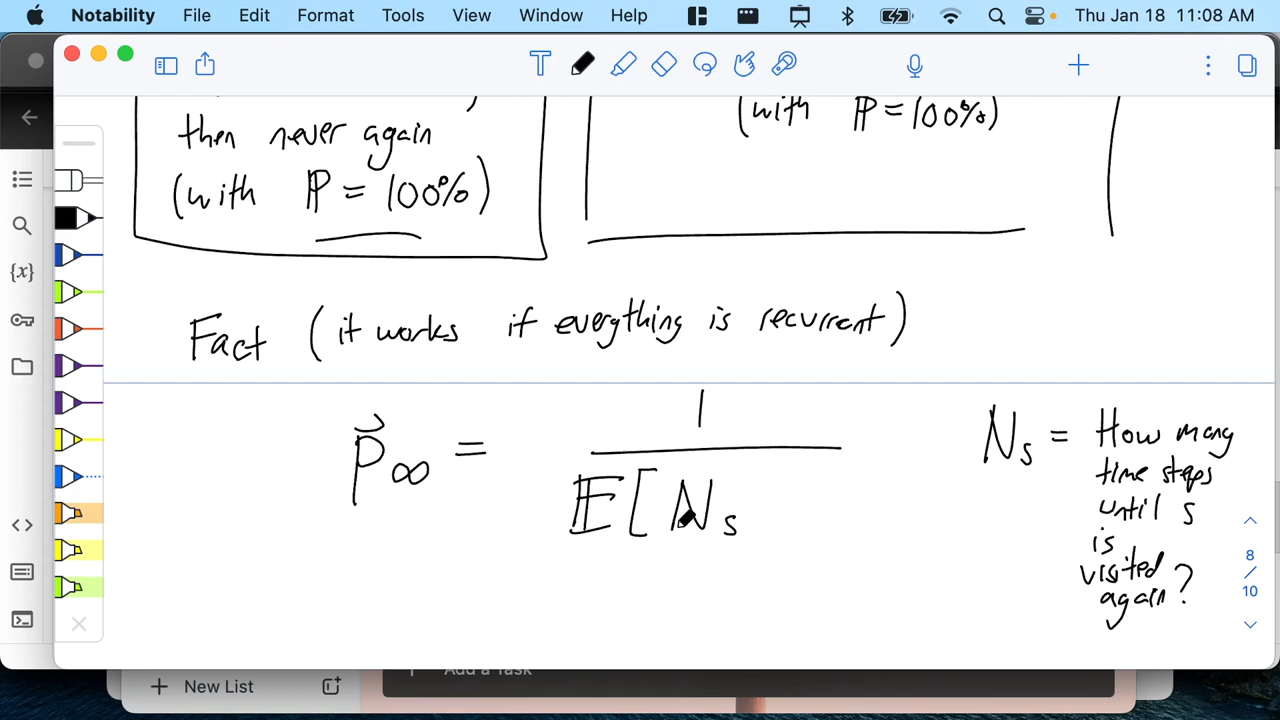 Notability File Edit Format Tools View Window Help Thu Jan 18 11:08 AM
then never again
(with ℙ = 100%)
(with ℙ = 100%)
Fact (it works if everything is recurrent)
p⃗∞ = 1
𝔼[Ns
Ns = How many
time steps
until s
is
visited
again?
8
/
10
New List
Add a Task